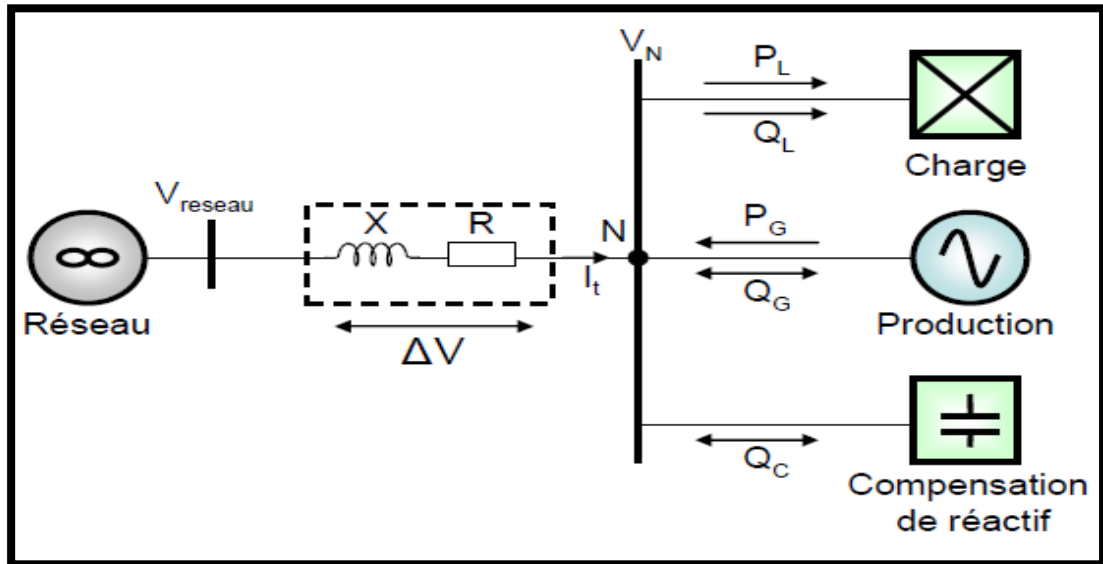 V_N
P_L
Q_L
Charge
V_reseau
X R
N
P_G
∞
I_t
Q_G
Réseau
ΔV
Production
Q_C
Compensation
de réactif